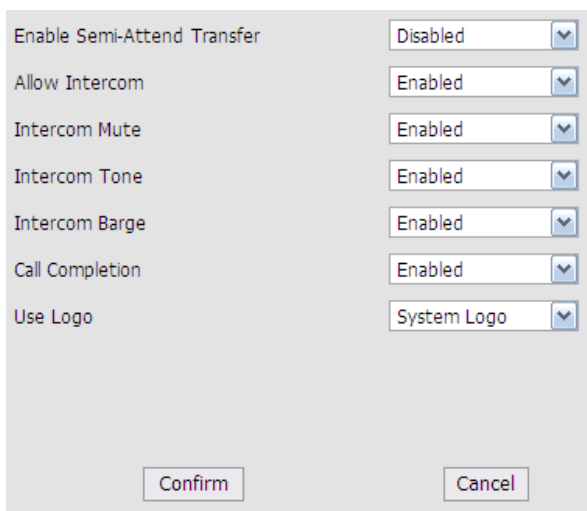 Enable Semi-Attend Transfer Disabled
Allow Intercom Enabled
Intercom Mute Enabled
Intercom Tone Enabled
Intercom Barge Enabled
Call Completion Enabled
Use Logo System Logo
Confirm Cancel